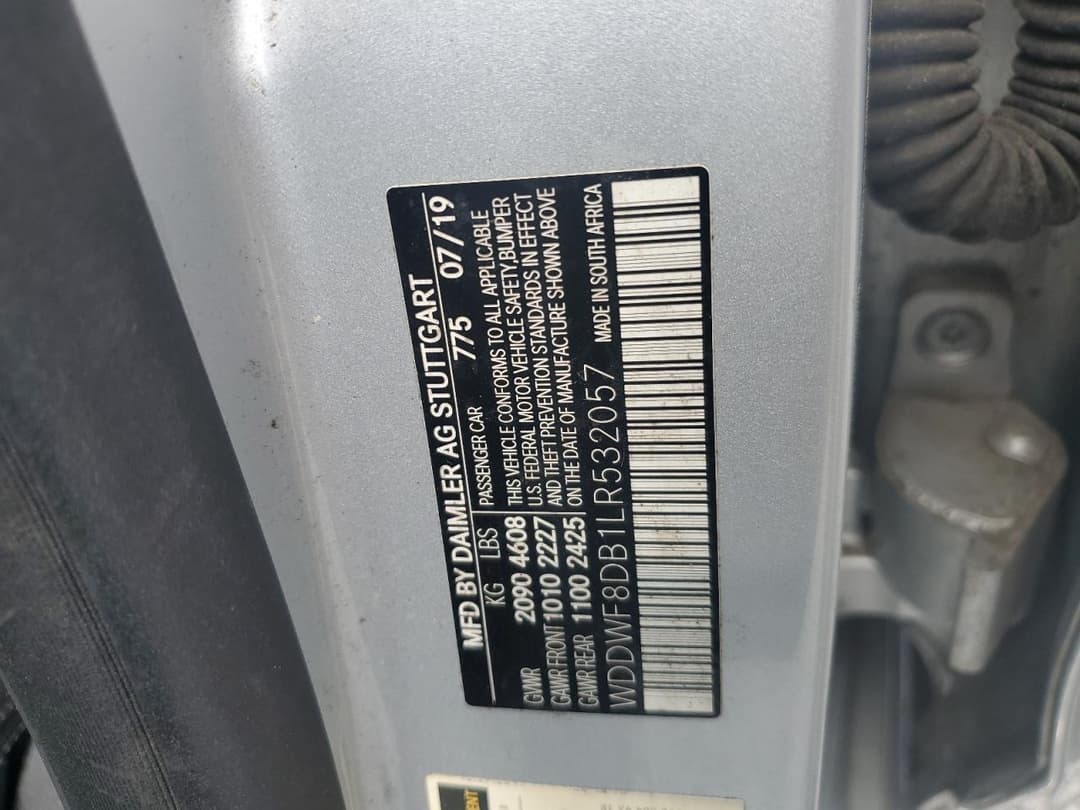 MFD BY DAIMLER AG STUTTGART
775 07/19
KG LBS
PASSENGER CAR
GVWR 2090 4608
GAWR FRONT 1010 2227
GAWR REAR 1100 2425
THIS VEHICLE CONFORMS TO ALL APPLICABLE
U.S. FEDERAL MOTOR VEHICLE SAFETY,BUMPER
AND THEFT PREVENTION STANDARDS IN EFFECT
ON THE DATE OF MANUFACTURE SHOWN ABOVE
WDDWF8DB1LR532057 MADE IN SOUTH AFRICA